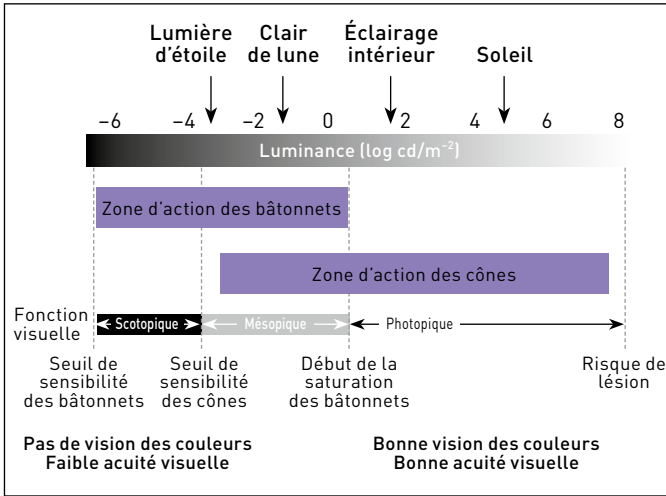 Lumière Clair Éclairage
d'étoile de lune intérieur Soleil
−6 −4 −2 0 2 4 6 8
Luminance (log cd/m−2)
Zone d'action des bâtonnets
Zone d'action des cônes
Fonction
visuelle
Scotopique Mésopique Photopique
Seuil de Seuil de Début de la Risque de
sensibilité sensibilité saturation lésion
des bâtonnets des cônes des bâtonnets
Pas de vision des couleurs Bonne vision des couleurs
Faible acuité visuelle Bonne acuité visuelle